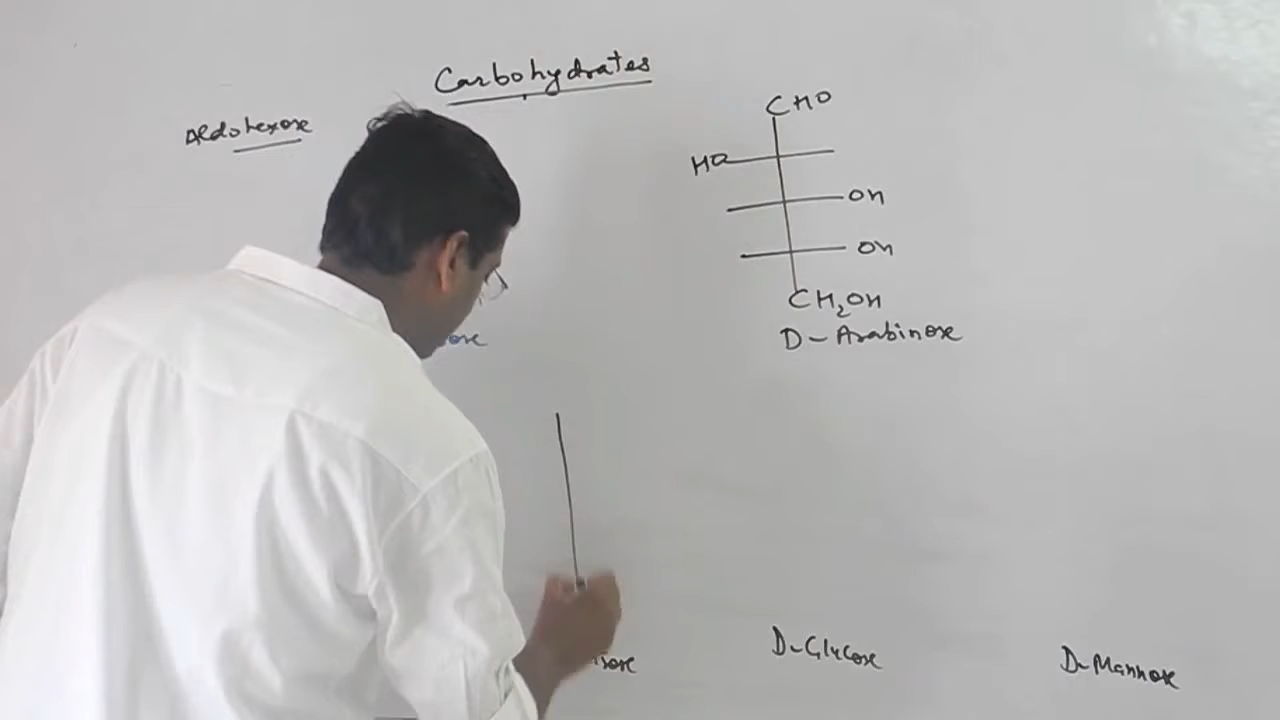 Carbohydrates
Aldohexose
CHO
HO
OH
OH
CH2OH
D-Arabinose
D-Glucose
D-Mannose